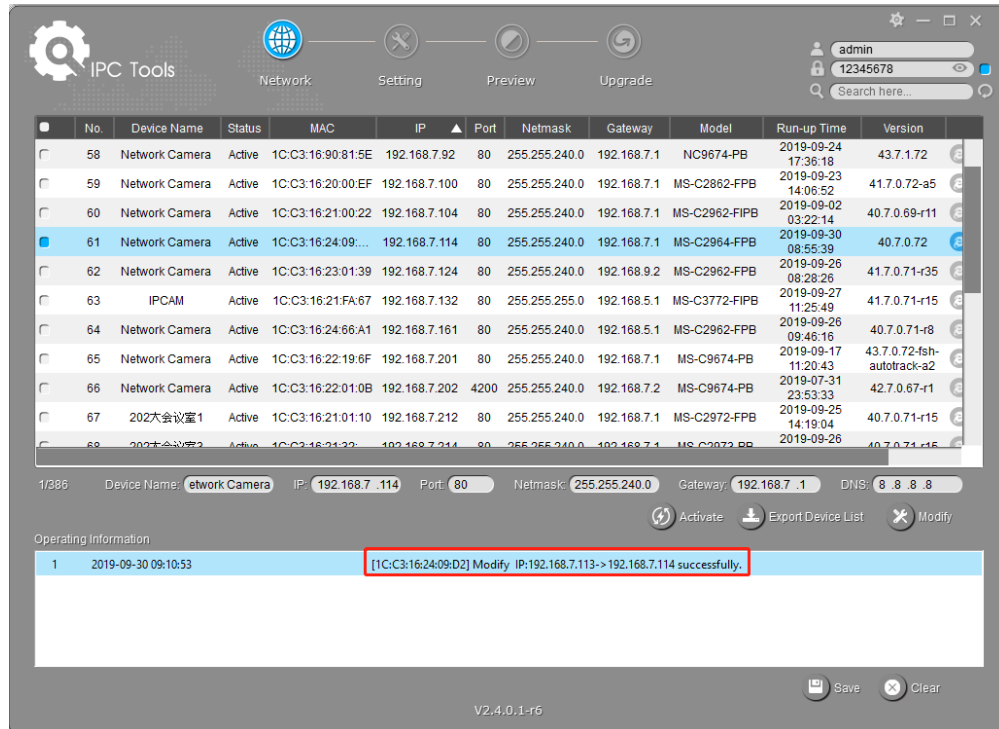 admin
IPC Tools
12345678
Network Setting Preview Upgrade
Search here...
No. Device Name Status MAC IP Port Netmask Gateway Model Run-up Time Version
58 Network Camera Active 1C:C3:16:90:81:5E 192.168.7.92 80 255.255.240.0 192.168.7.1 NC9674-PB 2019-09-24 17:36:18 43.7.1.72
59 Network Camera Active 1C:C3:16:20:00:EF 192.168.7.100 80 255.255.240.0 192.168.7.1 MS-C2862-FPB 2019-09-23 14:06:52 41.7.0.72-a5
60 Network Camera Active 1C:C3:16:21:00:22 192.168.7.104 80 255.255.240.0 192.168.7.1 MS-C2962-FIPB 2019-09-02 03:22:14 40.7.0.69-r11
61 Network Camera Active 1C:C3:16:24:09:... 192.168.7.114 80 255.255.240.0 192.168.7.1 MS-C2964-FPB 2019-09-30 08:55:39 40.7.0.72
62 Network Camera Active 1C:C3:16:23:01:39 192.168.7.124 80 255.255.240.0 192.168.9.2 MS-C2962-FPB 2019-09-26 08:28:26 41.7.0.71-r35
63 IPCAM Active 1C:C3:16:21:FA:67 192.168.7.132 80 255.255.255.0 192.168.5.1 MS-C3772-FIPB 2019-09-27 11:25:49 41.7.0.71-r15
64 Network Camera Active 1C:C3:16:24:66:A1 192.168.7.161 80 255.255.240.0 192.168.5.1 MS-C2962-FPB 2019-09-26 09:46:16 40.7.0.71-r8
65 Network Camera Active 1C:C3:16:22:19:6F 192.168.7.201 80 255.255.240.0 192.168.7.1 MS-C9674-PB 2019-09-17 11:20:43 43.7.0.72-fsh-autotrack-a2
66 Network Camera Active 1C:C3:16:22:01:0B 192.168.7.202 4200 255.255.240.0 192.168.7.2 MS-C9674-PB 2019-07-31 23:53:33 42.7.0.67-r1
67 202大会议室1 Active 1C:C3:16:21:01:10 192.168.7.212 80 255.255.240.0 192.168.7.1 MS-C2972-FPB 2019-09-25 14:19:04 40.7.0.71-r15
68 Active 192.168.7.214 80 255.255.240.0 192.168.7.1 2019-09-26 40.7.0.71-r15
1/386 Device Name: etwork Camera IP: 192.168.7 .114 Port: 80 Netmask: 255.255.240.0 Gateway: 192.168.7 .1 DNS: 8 .8 .8 .8
Activate Export Device List Modify
Operating Information
1 2019-09-30 09:10:53 [1C:C3:16:24:09:D2] Modify IP:192.168.7.113->192.168.7.114 successfully.
Save Clear
V2.4.0.1-r6